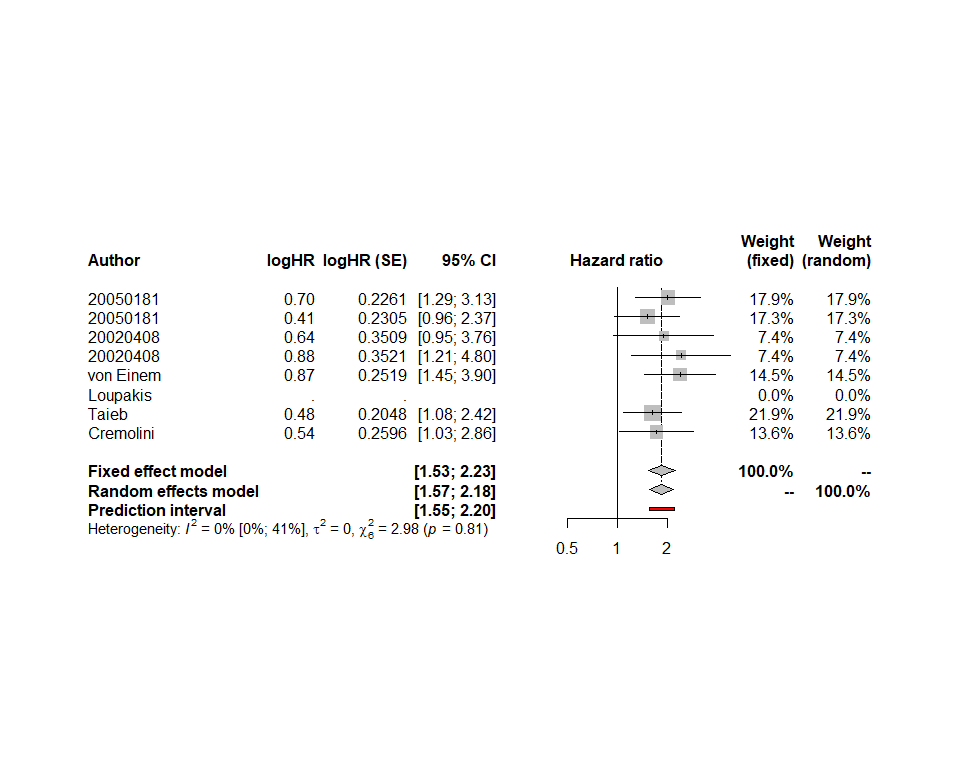 Weight Weight
Author logHR logHR (SE) 95% CI Hazard ratio (fixed) (random)
20050181 0.70 0.2261 [1.29; 3.13] 17.9% 17.9%
20050181 0.41 0.2305 [0.96; 2.37] 17.3% 17.3%
20020408 0.64 0.3509 [0.95; 3.76] 7.4% 7.4%
20020408 0.88 0.3521 [1.21; 4.80] 7.4% 7.4%
von Einem 0.87 0.2519 [1.45; 3.90] 14.5% 14.5%
Loupakis . . 0.0% 0.0%
Taieb 0.48 0.2048 [1.08; 2.42] 21.9% 21.9%
Cremolini 0.54 0.2596 [1.03; 2.86] 13.6% 13.6%
Fixed effect model [1.53; 2.23] 100.0% --
Random effects model [1.57; 2.18] -- 100.0%
Prediction interval [1.55; 2.20]
Heterogeneity: I² = 0% [0%; 41%], τ² = 0, χ²₆ = 2.98 (p = 0.81)
0.5 1 2